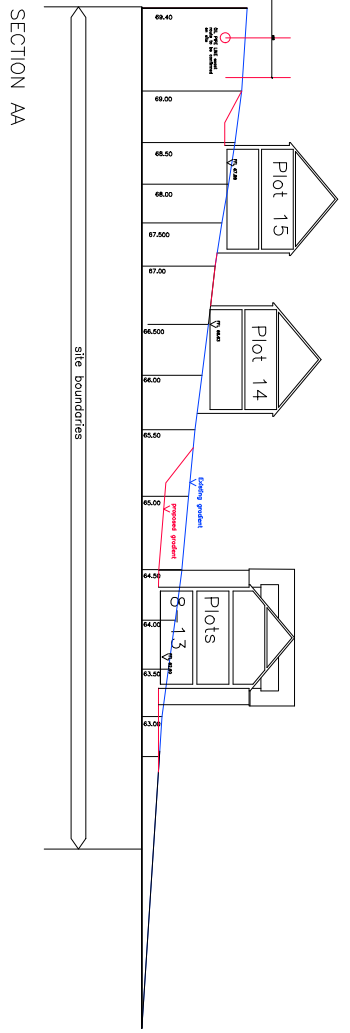 SECTION AA
site boundaries
69.40
69.00
68.50
68.00
67.500
67.00
66.500
66.00
65.50
65.00
64.50
64.00
63.50
63.00
Plot 15
Plot 14
Plots
8-13
Existing gradient
proposed gradient